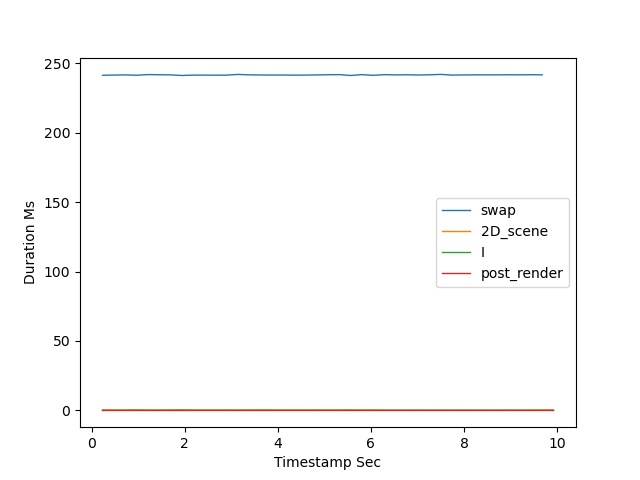 250
200
150
100
50
0
Duration Ms
swap
2D_scene
I
post_render
0 2 4 6 8 10
Timestamp Sec